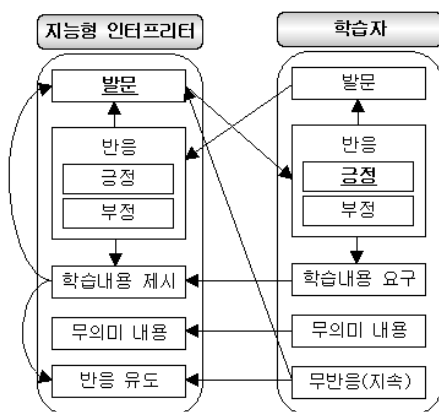 지능형 인터프리터
발문
반응
긍정
부정
학습내용 제시
무의미 내용
반응 유도
학습자
발문
반응
긍정
부정
학습내용 요구
무의미 내용
무반응(지속)